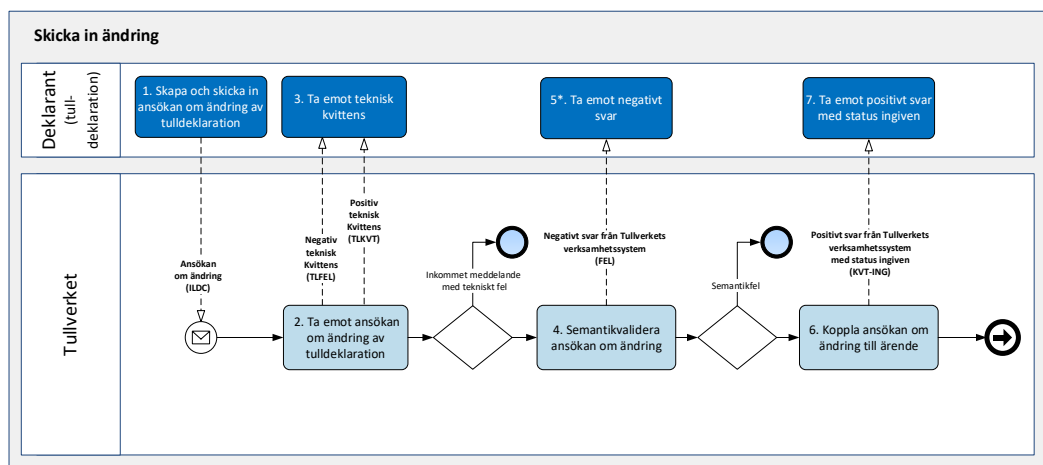 Skicka in ändring
Deklarant
(tull-
deklaration)
1. Skapa och skicka in
ansökan om ändring av
tulldeklaration
3. Ta emot teknisk
kvittens
5*. Ta emot negativt
svar
7. Ta emot positivt svar
med status ingiven
Tullverket
Ansökan
om ändring
(ILDC)
Negativ
teknisk
Kvittens
(TLFEL)
Positiv
teknisk
Kvittens
(TLKVT)
Inkommet meddelande
med tekniskt fel
Negativt svar från Tullverkets
verksamhetssystem
(FEL)
Semantikfel
Positivt svar från Tullverkets
verksamhetssystem
med status ingiven
(KVT-ING)
2. Ta emot ansökan
om ändring av
tulldeklaration
4. Semantikvalidera
ansökan om ändring
6. Koppla ansökan om
ändring till ärende